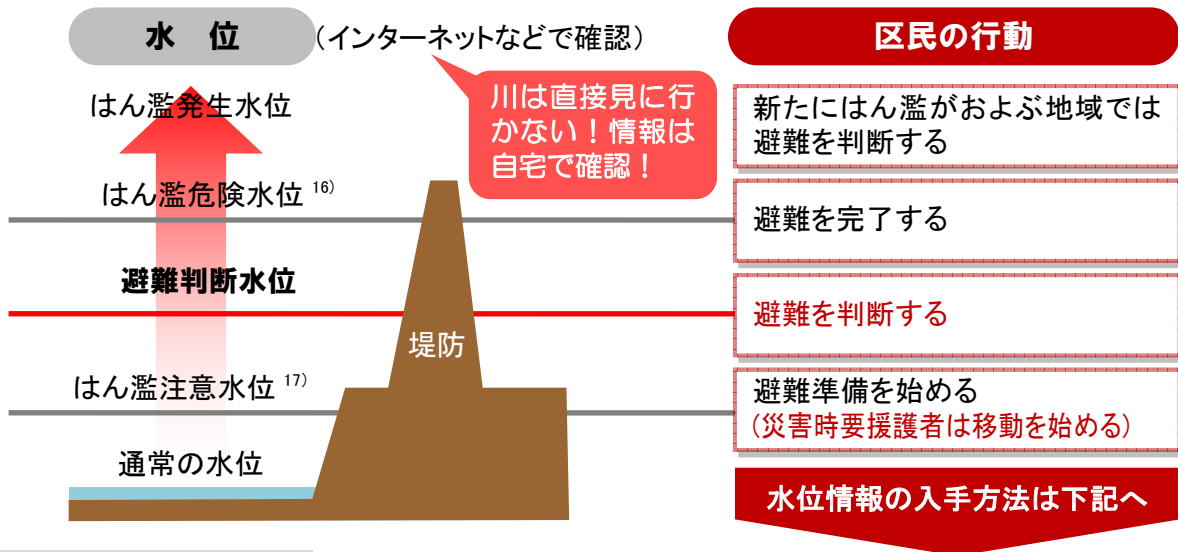 水 位
(インターネットなどで確認)
区民の行動
川は直接見に行
かない!情報は
自宅で確認!
はん濫発生水位
新たにはん濫がおよぶ地域では
避難を判断する
はん濫危険水位 16)
避難を完了する
避難判断水位
避難を判断する
堤防
はん濫注意水位 17)
避難準備を始める
(災害時要援護者は移動を始める)
通常の水位
水位情報の入手方法は下記へ